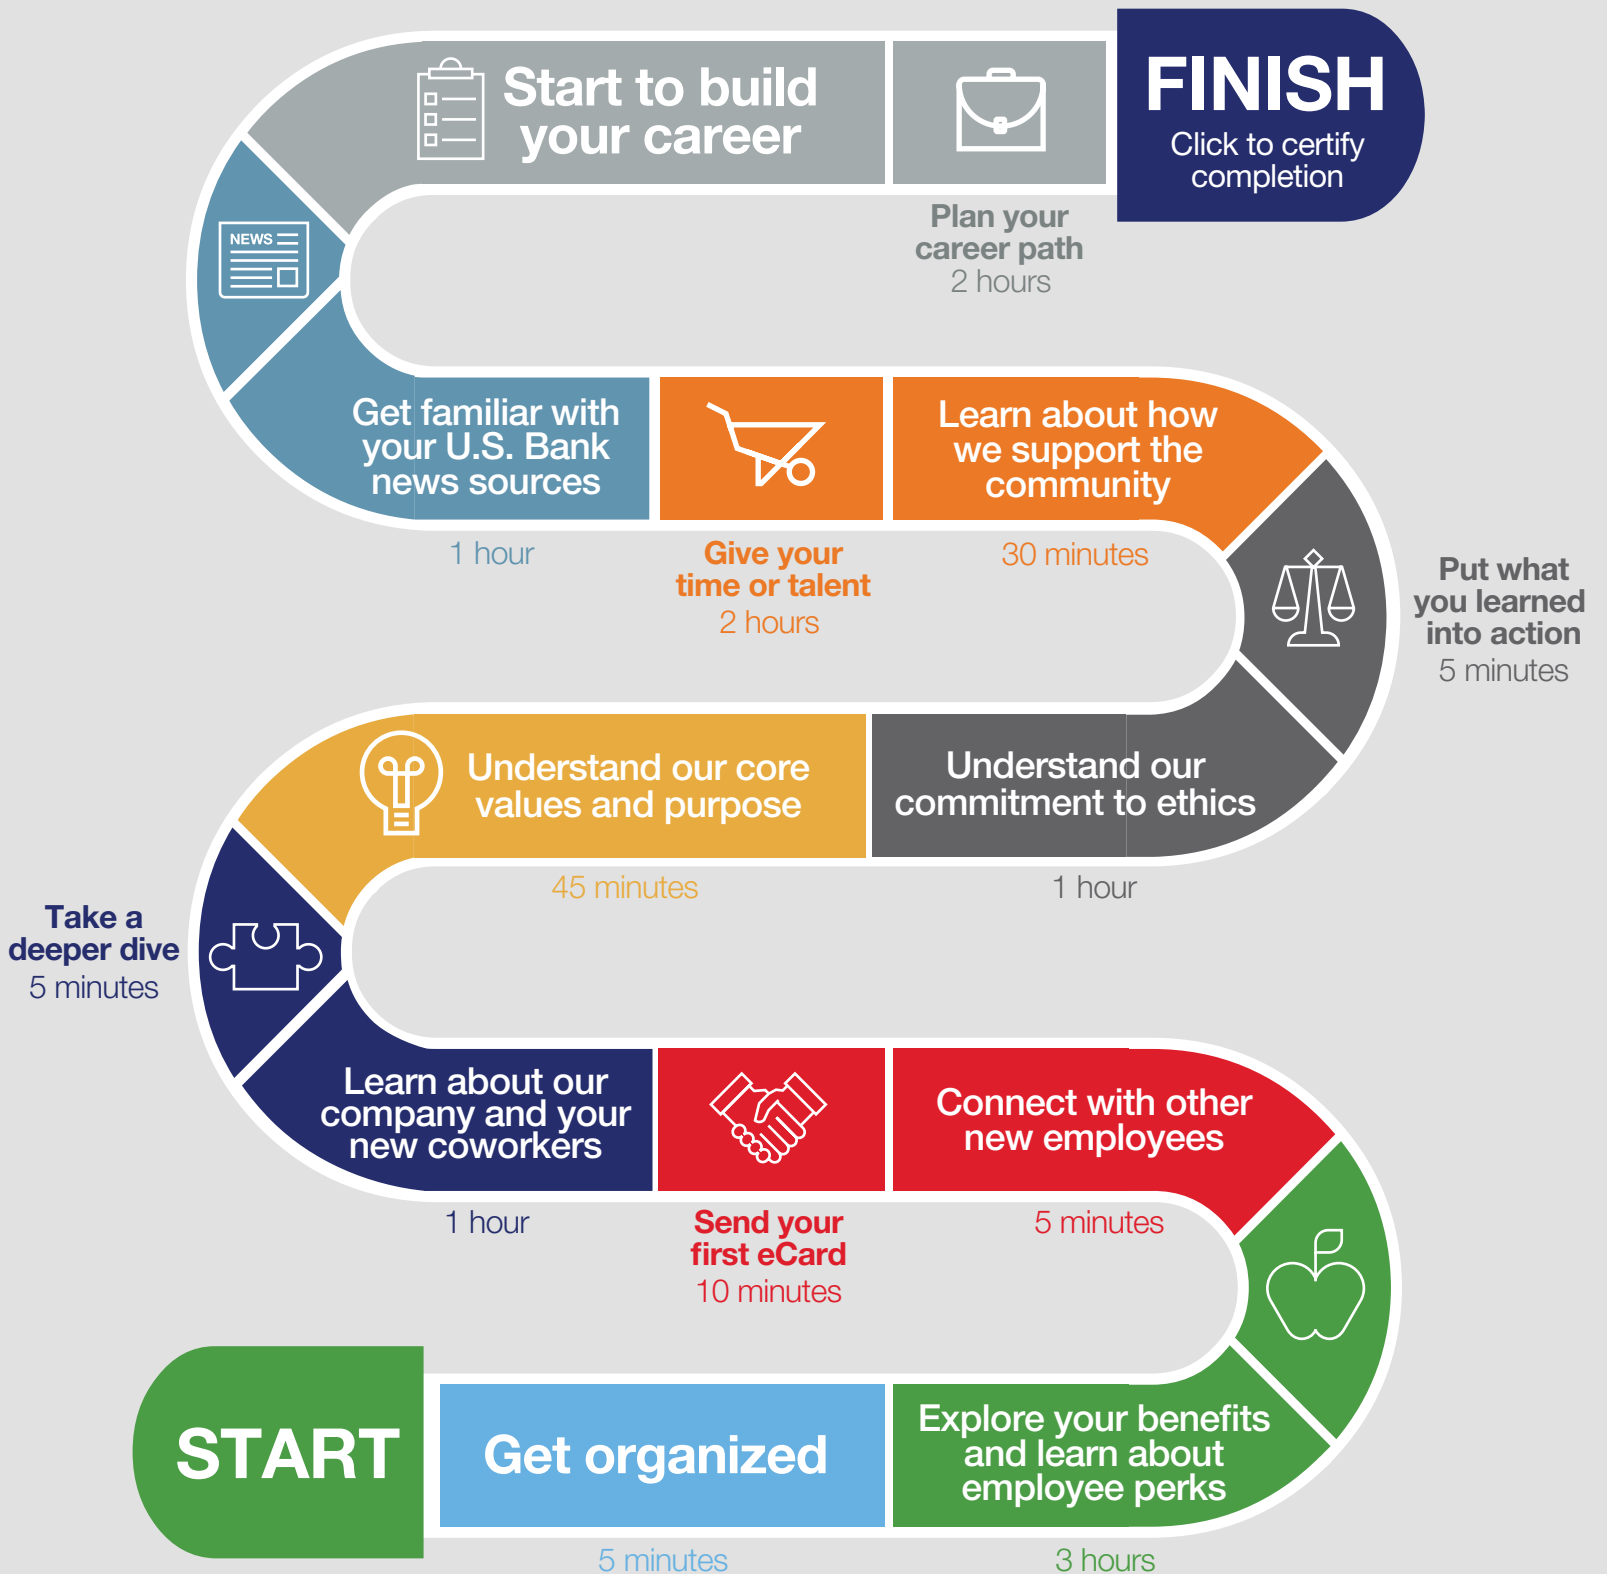 Start to build
your career
FINISH
Click to certify
completion
Plan your
career path
2 hours
NEWS
Get familiar with
your U.S. Bank
news sources
1 hour
Give your
time or talent
2 hours
Learn about how
we support the
community
30 minutes
Put what
you learned
into action
5 minutes
Understand our core
values and purpose
45 minutes
Understand our
commitment to ethics
1 hour
Take a
deeper dive
5 minutes
Learn about our
company and your
new coworkers
1 hour
Send your
first eCard
10 minutes
Connect with other
new employees
5 minutes
START
Get organized
5 minutes
Explore your benefits
and learn about
employee perks
3 hours